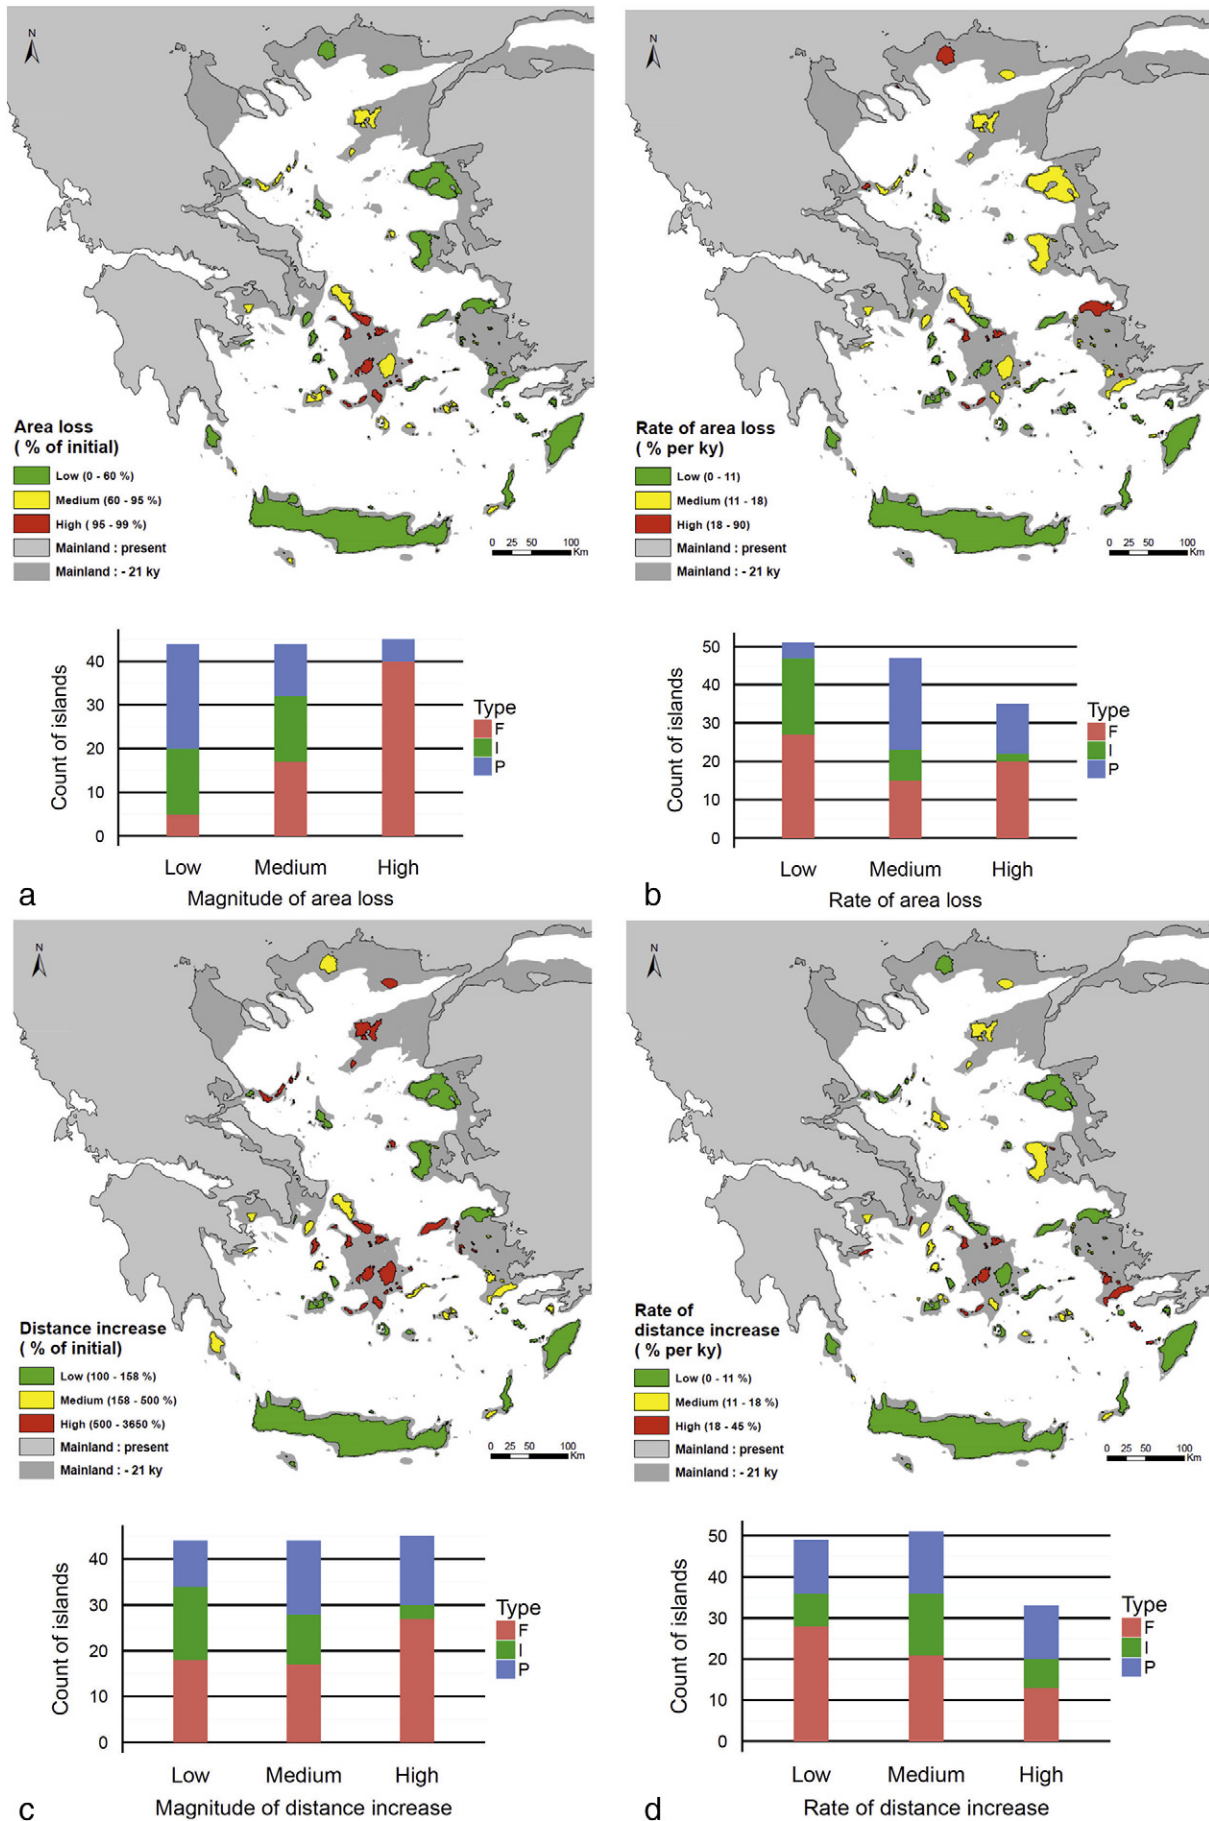 N
Area loss
( % of initial)
Low (0 - 60 %)
Medium (60 - 95 %)
High ( 95 - 99 %)
Mainland : present
Mainland : - 21 ky
0 25 50 100
Km
N
Rate of area loss
(% per ky)
Low (0 - 11)
Medium (11 - 18)
High (18 - 90)
Mainland : present
Mainland : - 21 ky
0 25 50 100
Km
Count of islands
40
30
20
10
0
Low Medium High
Magnitude of area loss
Type
F
I
P
a
Count of islands
50
40
30
20
10
0
Low Medium High
Rate of area loss
Type
F
I
P
b
N
Distance increase
( % of initial)
Low (100 - 158 %)
Medium (158 - 500 %)
High (500 - 3650 %)
Mainland : present
Mainland : - 21 ky
0 25 50 100
Km
N
Rate of
distance increase
( % per ky)
Low (0 - 11 %)
Medium (11 - 18 %)
High (18 - 45 %)
Mainland : present
Mainland : - 21 ky
0 25 50 100
Km
Count of islands
40
30
20
10
0
Low Medium High
Magnitude of distance increase
Type
F
I
P
c
Count of islands
50
40
30
20
10
0
Low Medium High
Rate of distance increase
Type
F
I
P
d